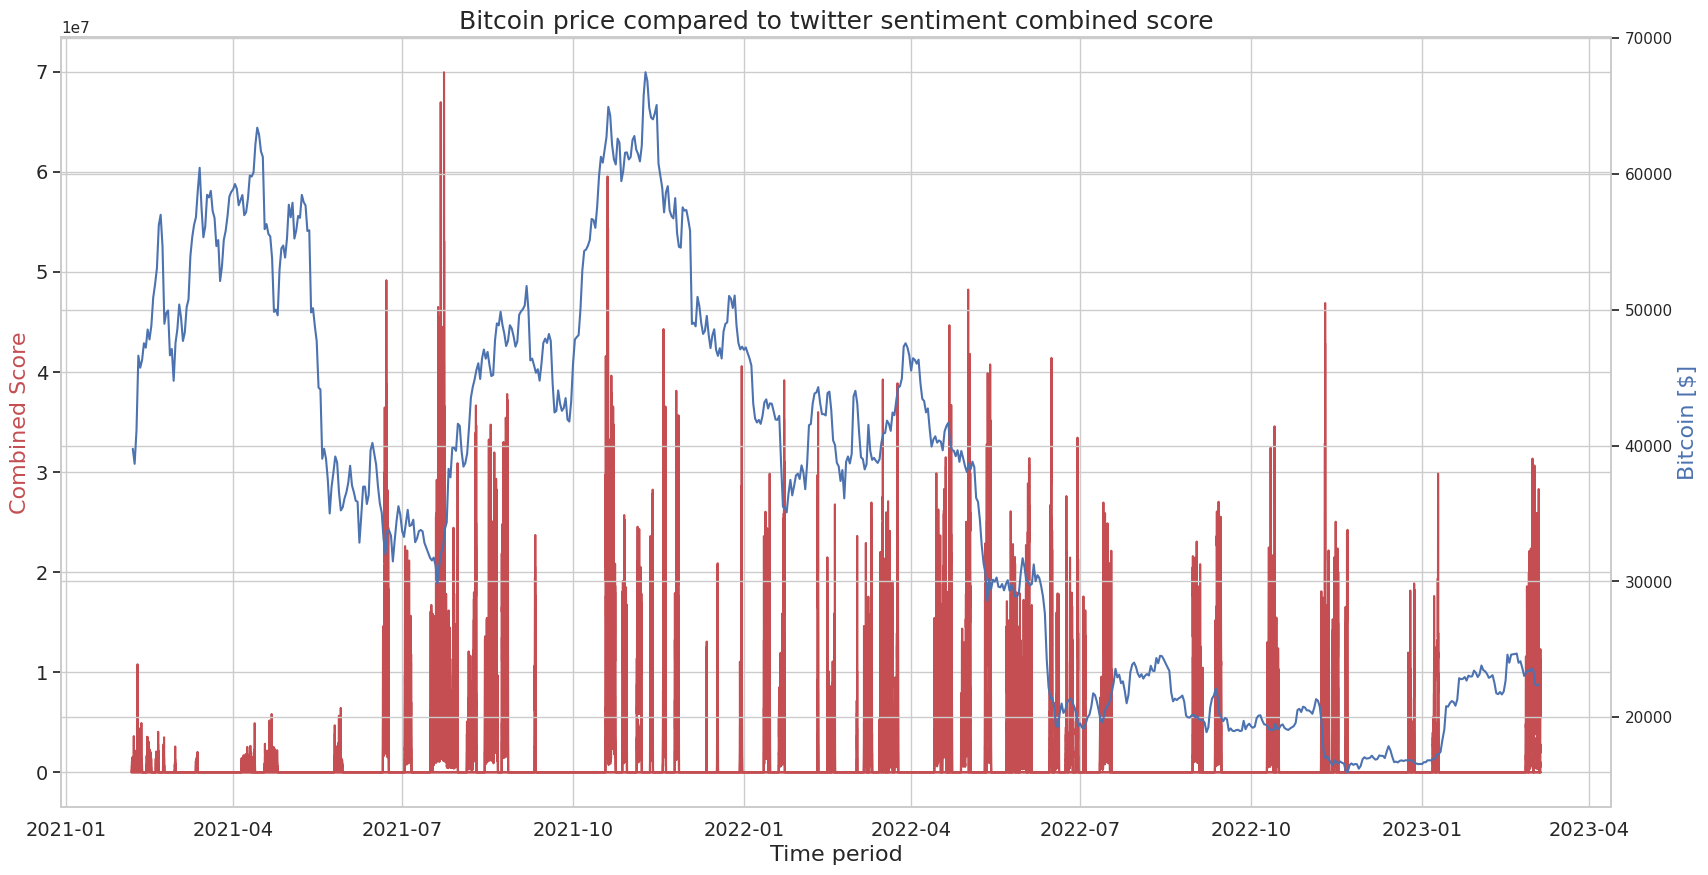 Bitcoin price compared to twitter sentiment combined score
1e7
7
6
5
4
3
2
1
0
Combined Score
70000
60000
50000
40000
30000
20000
Bitcoin [$]
2021-01 2021-04 2021-07 2021-10 2022-01 2022-04 2022-07 2022-10 2023-01 2023-04
Time period